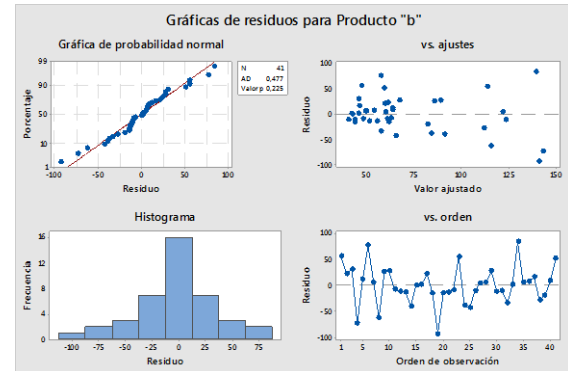 Gráficas de residuos para Producto "b"
Gráfica de probabilidad normal
Porcentaje
99
90
50
10
1
-100
-50
0
50
100
Residuo
N 41
AD 0,477
Valor p 0,225
vs. ajustes
Residuo
100
50
0
-50
-100
50
75
100
125
150
Valor ajustado
Histograma
Frecuencia
16
12
8
4
0
-100
-75
-50
-25
0
25
50
75
Residuo
vs. orden
Residuo
100
50
0
-50
-100
1
5
10
15
20
25
30
35
40
Orden de observación